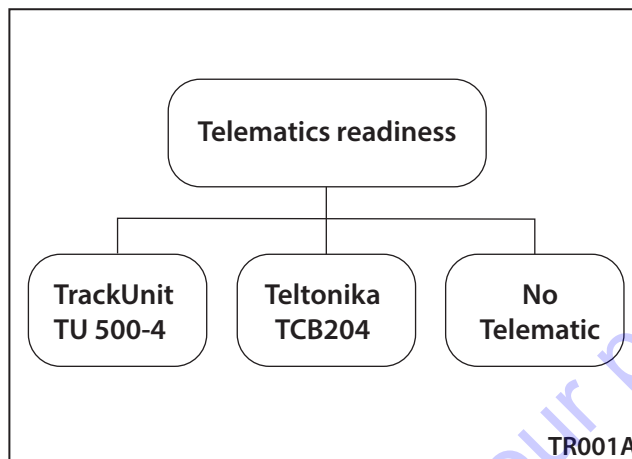 Telematics readiness
TrackUnit
TU 500-4
Teltonika
TCB204
No
Telematic
TR001A